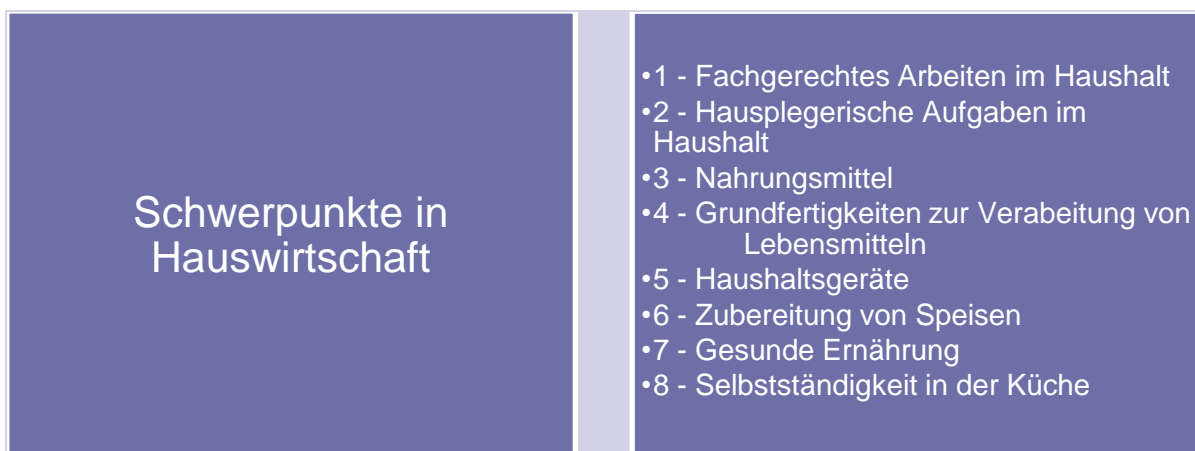 Schwerpunkte in
Hauswirtschaft
•1 - Fachgerechtes Arbeiten im Haushalt
•2 - Hausplegerische Aufgaben im
Haushalt
•3 - Nahrungsmittel
•4 - Grundfertigkeiten zur Verabeitung von
Lebensmitteln
•5 - Haushaltsgeräte
•6 - Zubereitung von Speisen
•7 - Gesunde Ernährung
•8 - Selbstständigkeit in der Küche